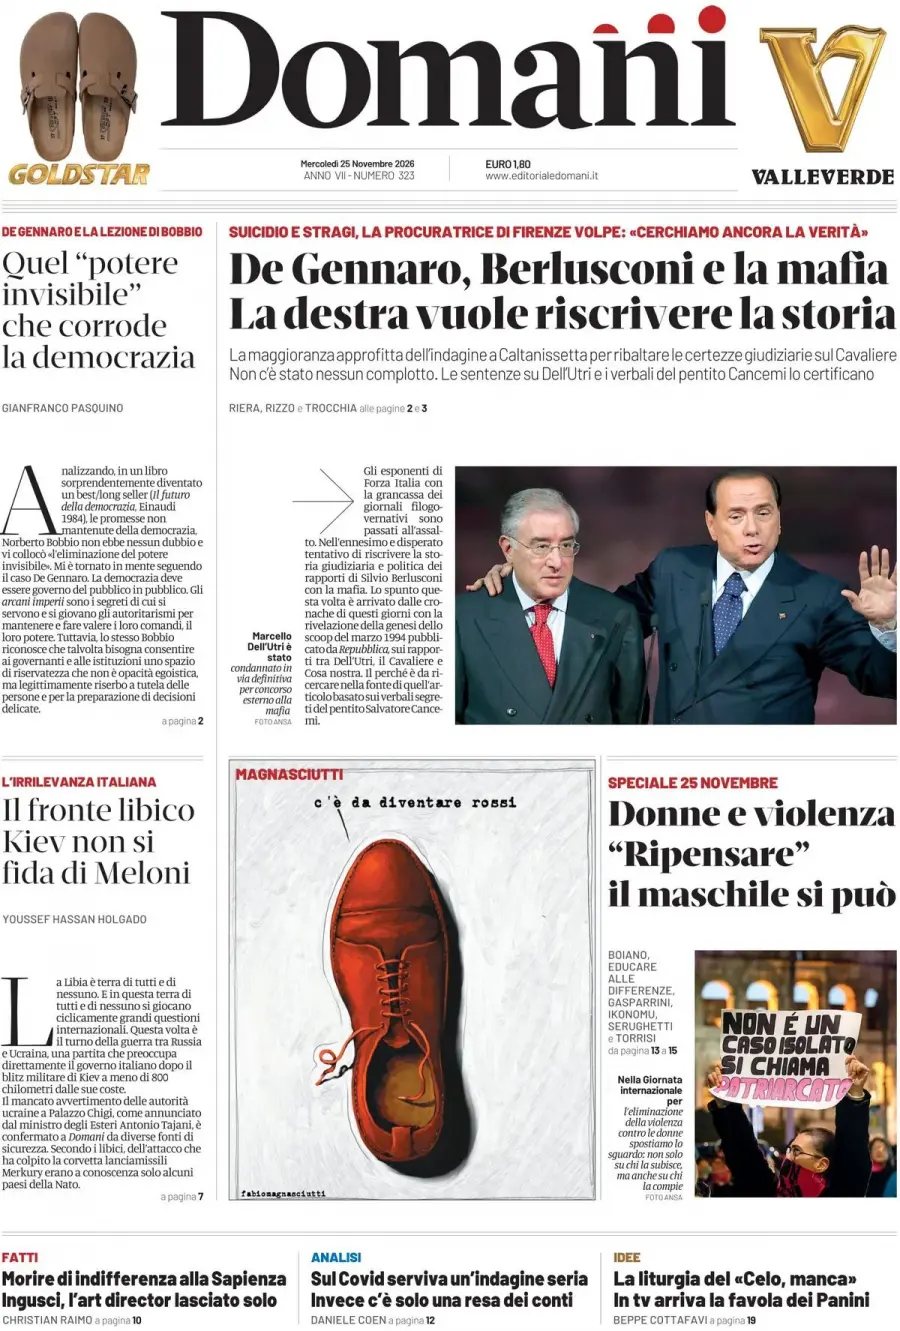 GOLDSTAR
Domani
VALLEVERDE
Mercoledì 25 Novembre 2026
ANNO VII - NUMERO 323
EURO 1,80
www.editorialedomani.it
DE GENNARO E LA LEZIONE DI BOBBIO
Quel “potere
invisibile”
che corrode
la democrazia
GIANFRANCO PASQUINO
Analizzando, in un libro
sorprendentemente diventato
un best/long seller (Il futuro
della democrazia, Einaudi
1984), le promesse non
mantenute della democrazia,
Norberto Bobbio non ebbe nessun dubbio e
vi collocò «l'eliminazione del potere
invisibile». Mi è tornato in mente seguendo
il caso De Gennaro. La democrazia deve
essere governo del pubblico in pubblico. Gli
arcani imperii sono i segreti di cui si
servono e si giovano gli autoritarismi per
mantenere e fare valere i loro comandi, il
loro potere. Tuttavia, lo stesso Bobbio
riconosce che talvolta bisogna consentire
ai governanti e alle istituzioni uno spazio
di riservatezza che non è opacità egoistica,
ma legittimamente riserbo a tutela delle
persone e per la preparazione di decisioni
delicate.
a pagina 2
SUICIDIO E STRAGI, LA PROCURATRICE DI FIRENZE VOLPE: «CERCHIAMO ANCORA LA VERITÀ»
De Gennaro, Berlusconi e la mafia
La destra vuole riscrivere la storia
La maggioranza approfitta dell'indagine a Caltanissetta per ribaltare le certezze giudiziarie sul Cavaliere
Non c'è stato nessun complotto. Le sentenze su Dell'Utri e i verbali del pentito Cancemi lo certificano
RIERA, RIZZO e TROCCHIA alle pagine 2 e 3
Marcello
Dell'Utri è
stato
condannato in
via definitiva
per concorso
esterno alla
mafia
FOTO ANSA
Gli esponenti di
Forza Italia con
la grancassa dei
giornali filogo-
vernativi sono
passati all'assal-
to. Nell'ennesimo e disperato
tentativo di riscrivere la sto-
ria giudiziaria e politica dei
rapporti di Silvio Berlusconi
con la mafia. Lo spunto que-
sta volta è arrivato dalle cro-
nache di questi giorni con la
rivelazione della genesi dello
scoop del marzo 1994 pubbli-
cato da Repubblica, sui rappor-
ti tra Dell'Utri, il Cavaliere e
Cosa nostra. Il perché è da ri-
cercare nella fonte di quell'ar-
ticolo basato sui verbali segre-
ti del pentito Salvatore Cance-
mi.
L'IRRILEVANZA ITALIANA
Il fronte libico
Kiev non si
fida di Meloni
YOUSSEF HASSAN HOLGADO
La Libia è terra di tutti e di
nessuno. E in questa terra di
tutti e di nessuno si giocano
ciclicamente grandi questioni
internazionali. Questa volta è
il turno della guerra tra Russia
e Ucraina, una partita che preoccupa
direttamente il governo italiano dopo il
blitz militare di Kiev a meno di 800
chilometri dalle sue coste.
Il mancato avvertimento delle autorità
ucraine a Palazzo Chigi, come annunciato
dal ministro degli Esteri Antonio Tajani, è
confermato a Domani da diverse fonti di
sicurezza. Secondo i libici, dell'attacco che
ha colpito la corvetta lanciamissili
Merkury erano a conoscenza solo alcuni
paesi della Nato.
a pagina 7
MAGNASCIUTTI
c'è da diventare rossi
fabiomagnasciutti
SPECIALE 25 NOVEMBRE
Donne e violenza
“Ripensare”
il maschile si può
BOIANO,
EDUCARE
ALLE
DIFFERENZE,
GASPARRINI,
IKONOMU,
SERUGHETTI
e TORRISI
da pagina 13 a 15
Nella Giornata
internazionale
per
l'eliminazione
della violenza
contro le donne
spostiamo lo
sguardo: non solo
su chi la subisce,
ma anche su chi
la compie
FOTO ANSA
NON É UN
CASO ISOLATO
SI CHIAMA
PATRIARCATO
FATTI
Morire di indifferenza alla Sapienza
Ingusci, l'art director lasciato solo
CHRISTIAN RAIMO a pagina 10
ANALISI
Sul Covid serviva un'indagine seria
Invece c'è solo una resa dei conti
DANIELE COEN a pagina 12
IDEE
La liturgia del «Celo, manca»
In tv arriva la favola dei Panini
BEPPE COTTAFAVI a pagina 19